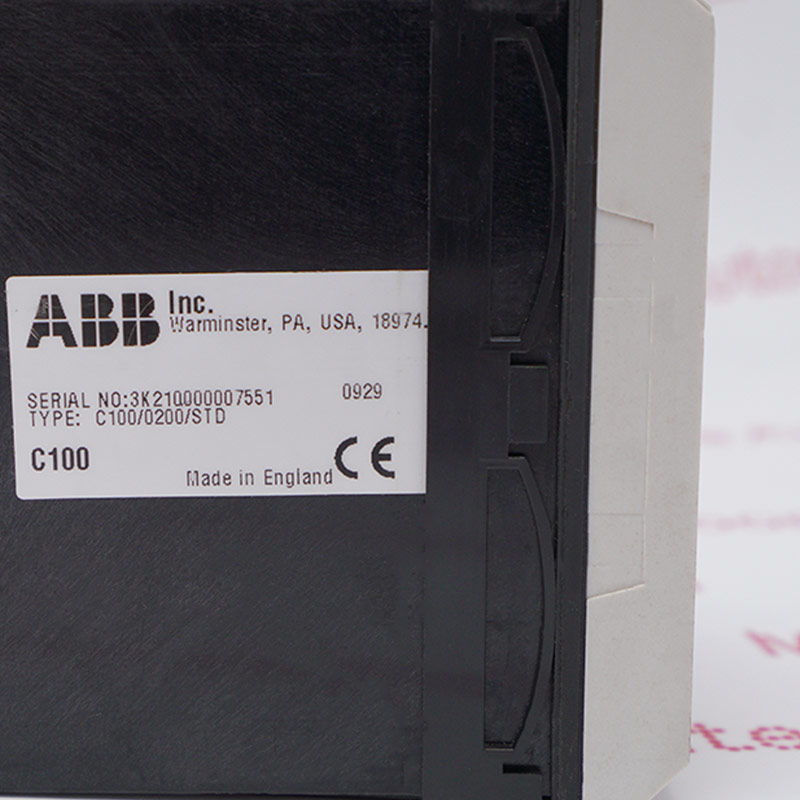 ABB Inc.
Warminster, PA, USA, 18974.
SERIAL NO:3K210000007551 0929
TYPE: C100/0200/STD
C100
Made in England CE